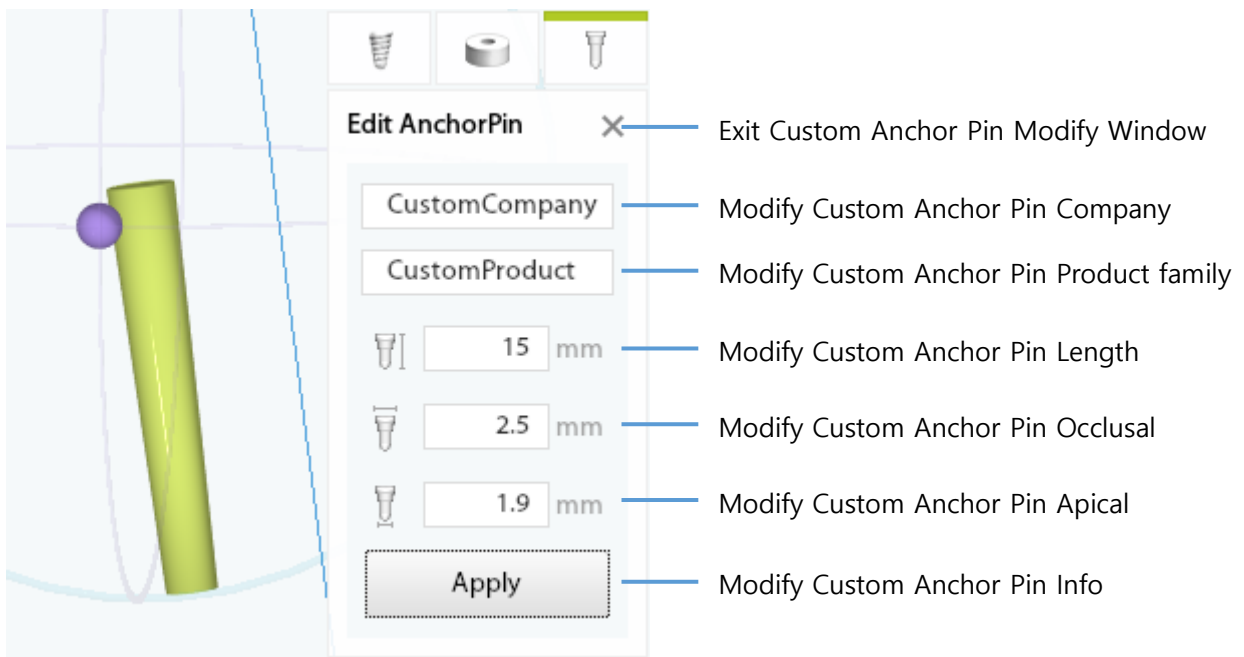 Edit AnchorPin
Exit Custom Anchor Pin Modify Window
CustomCompany
Modify Custom Anchor Pin Company
CustomProduct
Modify Custom Anchor Pin Product family
15 mm
Modify Custom Anchor Pin Length
2.5 mm
Modify Custom Anchor Pin Occlusal
1.9 mm
Modify Custom Anchor Pin Apical
Apply
Modify Custom Anchor Pin Info